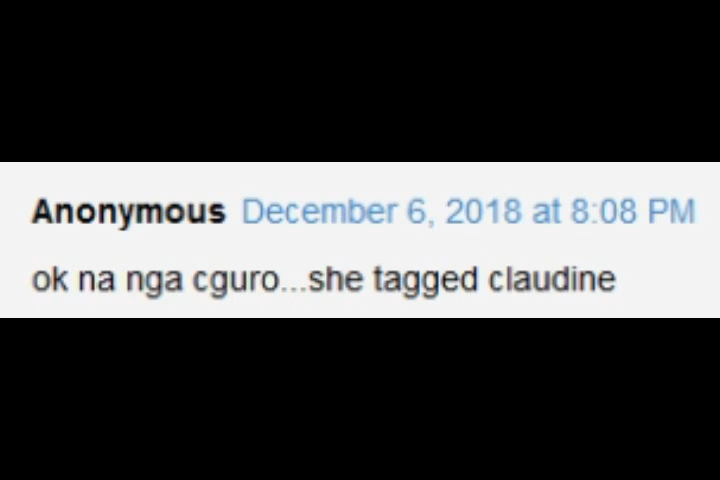 Anonymous December 6, 2018 at 8:08 PM
ok na nga cguro...she tagged claudine